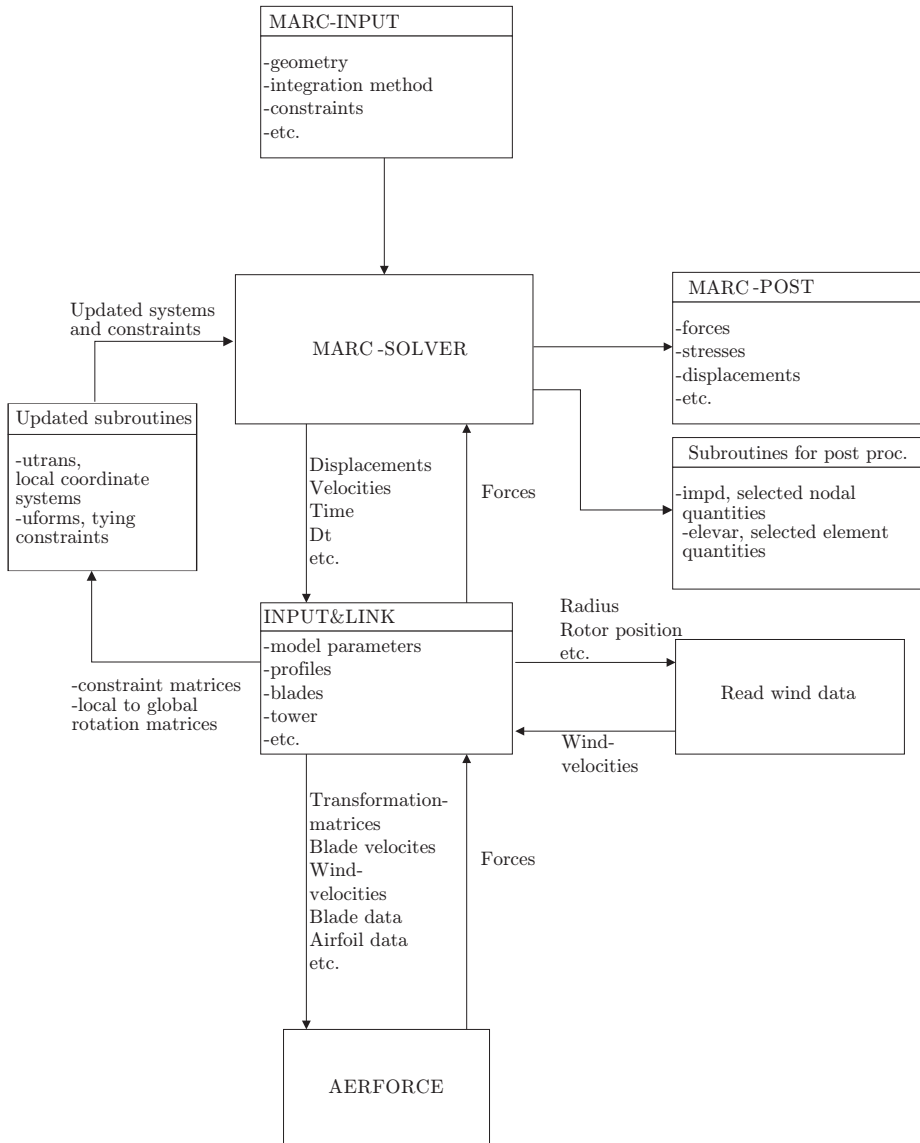 MARC-INPUT
-geometry
-integration method
-constraints
-etc.
Updated systems
and constraints
MARC -SOLVER
MARC -POST
-forces
-stresses
-displacements
-etc.
Updated subroutines
-utrans,
local coordinate
systems
-uforms, tying
constraints
Subroutines for post proc.
-impd, selected nodal
quantities
-elevar, selected element
quantities
Displacements
Velocities
Time
Dt
etc.
Forces
INPUT&LINK
-model parameters
-profiles
-blades
-tower
-etc.
Radius
Rotor position
etc.
Read wind data
Wind-
velocities
-constraint matrices
-local to global
rotation matrices
Transformation-
matrices
Blade velocites
Wind-
velocities
Blade data
Airfoil data
etc.
Forces
AERFORCE